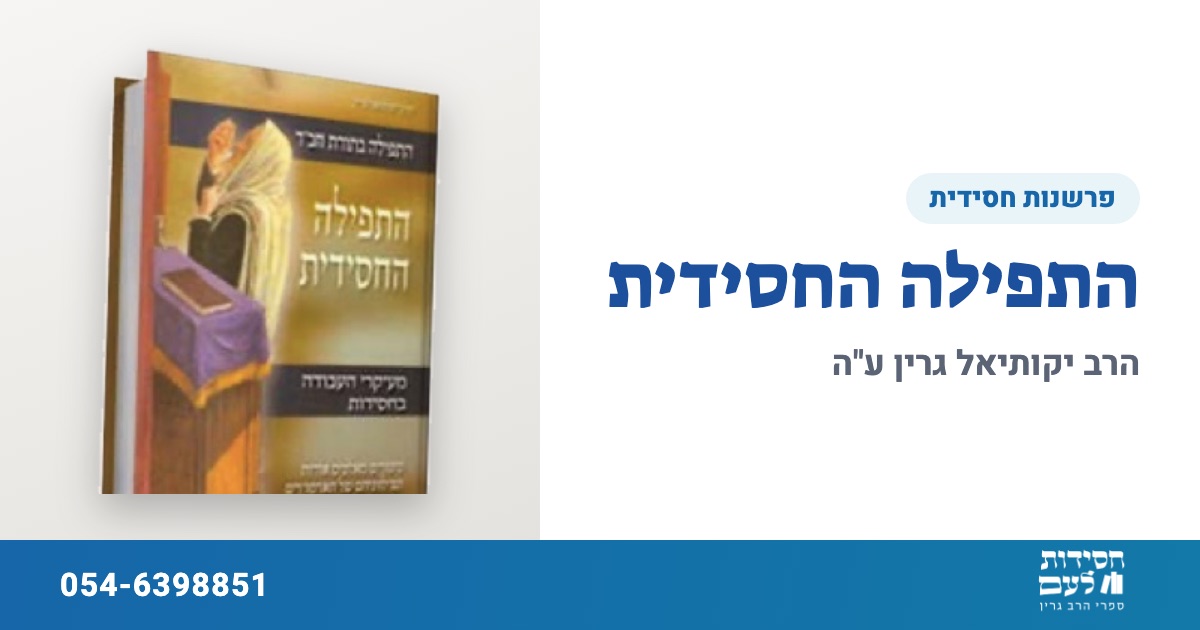 פרשנות חסידית
התפילה החסידית
הרב יקותיאל גרין ע"ה
התפילה בתורת חב"ד
התפילה
החסידית
מעיקרי העבודה
בחסידות
054-6398851
חסידות
לעם
ספרי הרב גרין